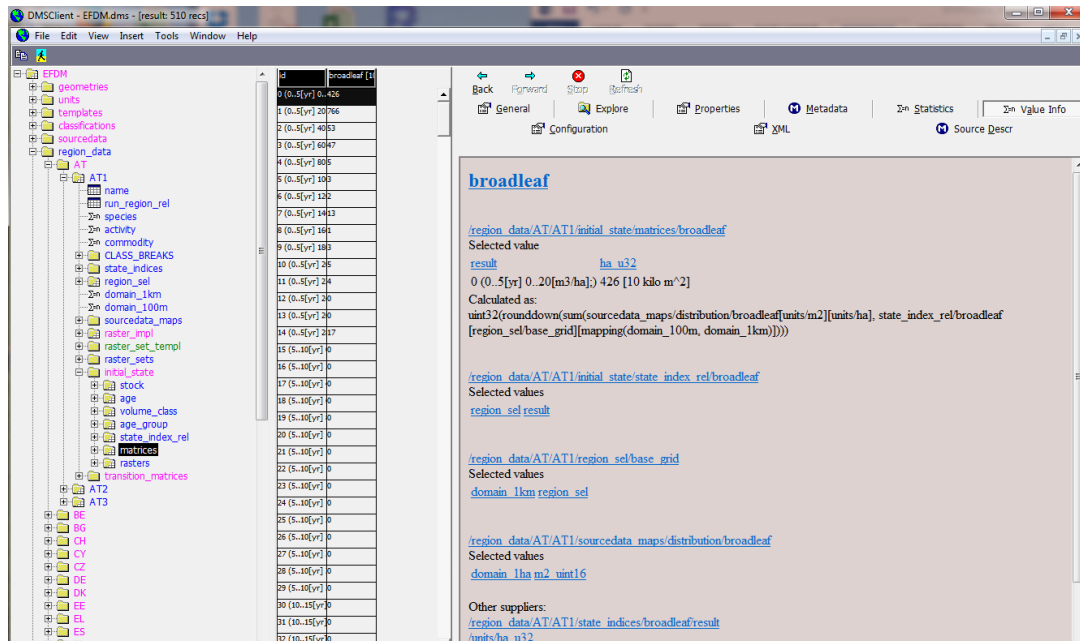 DMSClient - EFDM.dms - [result: 510 recs]
File Edit View Insert Tools Window Help
EFDM
geometries
units
templates
classifications
sourcedata
region_data
AT
AT1
name
run_region_rel
species
activity
commodity
CLASS_BREAKS
state_indices
region_sel
domain_1km
domain_100m
sourcedata_maps
raster_impl
raster_set_templ
raster_sets
initial_state
stock
age
volume_class
age_group
state_index_rel
matrices
rasters
transition_matrices
AT2
AT3
BE
BG
CH
CY
CZ
DE
DK
EE
EL
ES
id broadleaf [1(
0 (0..5[yr] 0.. 426
1 (0..5[yr] 20 766
2 (0..5[yr] 40 53
3 (0..5[yr] 60 47
4 (0..5[yr] 80 5
5 (0..5[yr] 10 3
6 (0..5[yr] 12 2
7 (0..5[yr] 14 13
8 (0..5[yr] 16 1
9 (0..5[yr] 18 3
10 (0..5[yr] 2 5
11 (0..5[yr] 2 4
12 (0..5[yr] 2 0
13 (0..5[yr] 2 0
14 (0..5[yr] 2 17
15 (5..10[yr] 0
16 (5..10[yr] 0
17 (5..10[yr] 0
18 (5..10[yr] 0
19 (5..10[yr] 0
20 (5..10[yr] 0
21 (5..10[yr] 0
22 (5..10[yr] 0
23 (5..10[yr] 0
24 (5..10[yr] 0
25 (5..10[yr] 0
26 (5..10[yr] 0
27 (5..10[yr] 0
28 (5..10[yr] 0
29 (5..10[yr] 0
30 (10..15[yr] 0
31 (10..15[yr] 0
32 (10..15[yr] 0
Back Forward Stop Refresh
General Explore Properties Metadata Statistics Value Info
Configuration XML Source Descr
broadleaf
/region_data/AT/AT1/initial_state/matrices/broadleaf
Selected value
result ha_u32
0 (0..5[yr] 0..20[m3/ha];) 426 [10 kilo m^2]
Calculated as:
uint32(rounddown(sum(sourcedata_maps/distribution/broadleaf[units/m2][units/ha], state_index_rel/broadleaf
[region_sel/base_grid][mapping(domain_100m, domain_1km)])))
/region_data/AT/AT1/initial_state/state_index_rel/broadleaf
Selected values
region_sel result
/region_data/AT/AT1/region_sel/base_grid
Selected values
domain_1km region_sel
/region_data/AT/AT1/sourcedata_maps/distribution/broadleaf
Selected values
domain_1ha m2_uint16
Other suppliers:
/region_data/AT/AT1/state_indices/broadleaf/result
/units/ha_u32